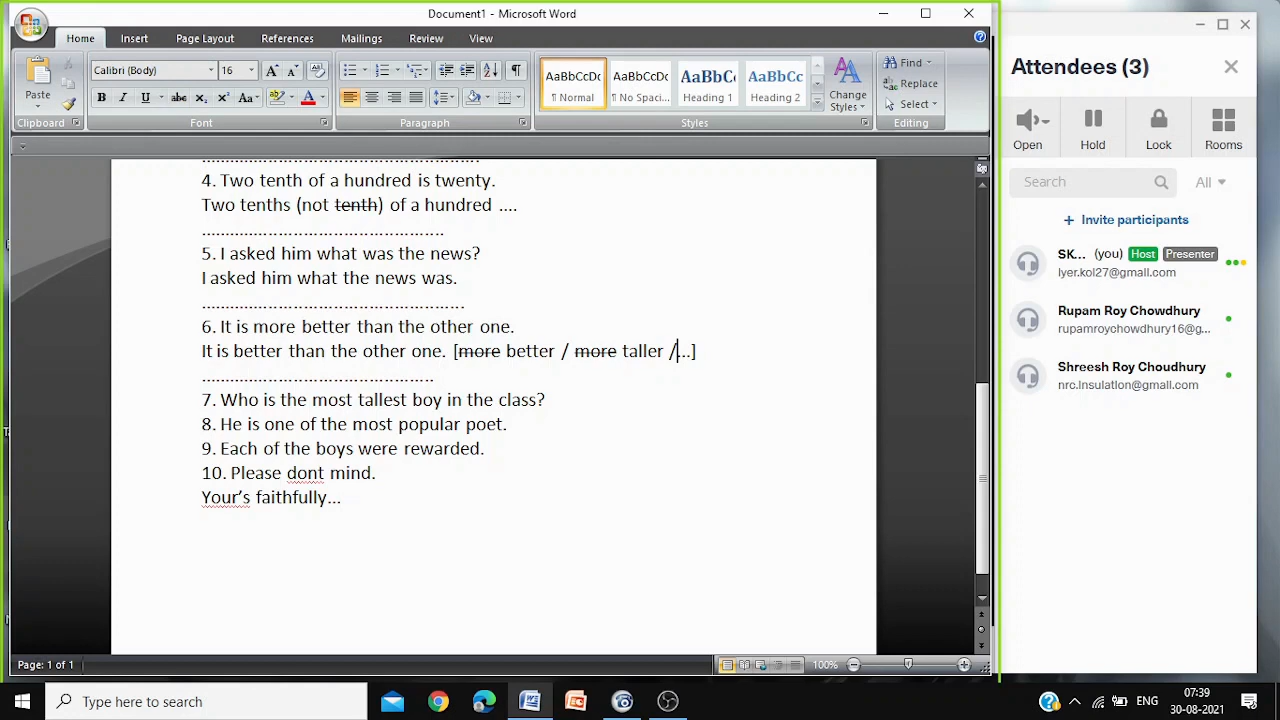 Document1 - Microsoft Word
Home Insert Page Layout References Mailings Review View
Paste
Calibri (Body) 16
AaBbCcDc AaBbCcDc AaBbC AaBbCc
¶ Normal ¶ No Spaci... Heading 1 Heading 2
Change Styles
Find
Replace
Select
Clipboard Font Paragraph Styles Editing
4. Two tenth of a hundred is twenty.
Two tenths (not tenth) of a hundred ....
5. I asked him what was the news?
I asked him what the news was.
6. It is more better than the other one.
It is better than the other one. [more better / more taller /...]
7. Who is the most tallest boy in the class?
8. He is one of the most popular poet.
9. Each of the boys were rewarded.
10. Please dont mind.
Your’s faithfully...
Page: 1 of 1
100%
Attendees (3)
Open Hold Lock Rooms
Search All
+ Invite participants
SK... (you) Host Presenter
Iyer.kol27@gmail.com
Rupam Roy Chowdhury
rupamroychowdhury16@g...
Shreesh Roy Choudhury
nrc.Insulation@gmail.com
Type here to search
ENG
07:39
30-08-2021